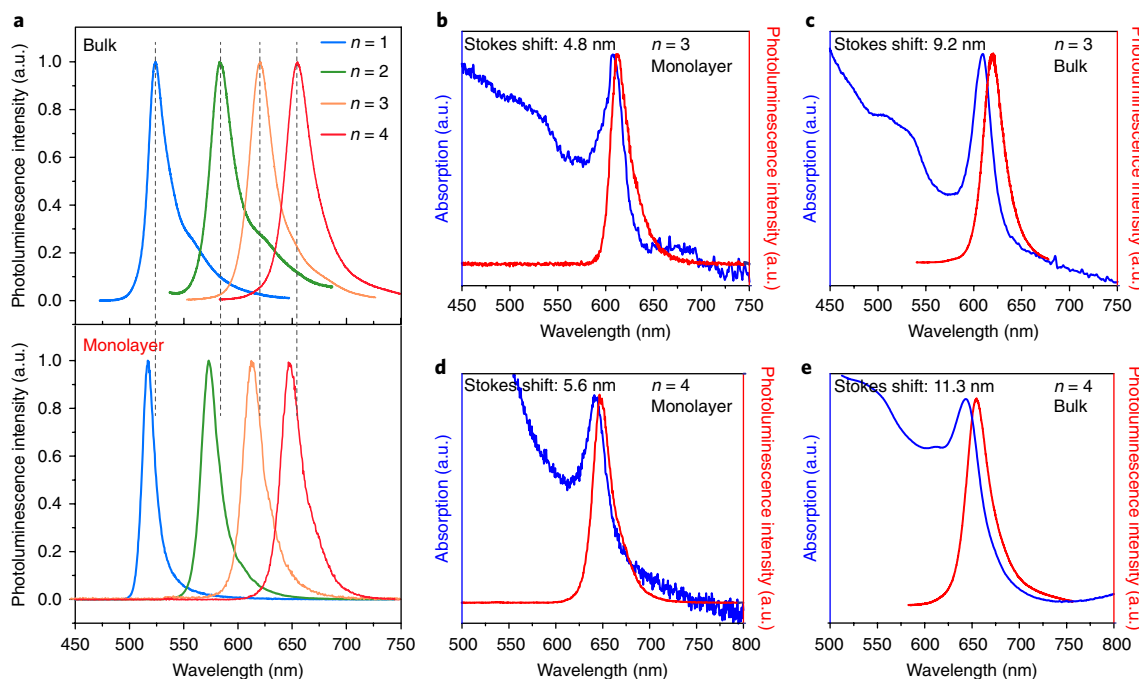 a
Bulk
n = 1
n = 2
n = 3
n = 4
Photoluminescence intensity (a.u.)
1.0
0.8
0.6
0.4
0.2
0.0
Monolayer
Photoluminescence intensity (a.u.)
1.0
0.8
0.6
0.4
0.2
0.0
450 500 550 600 650 700 750
Wavelength (nm)
b
Stokes shift: 4.8 nm
n = 3
Monolayer
Absorption (a.u.)
Photoluminescence intensity (a.u.)
450 500 550 600 650 700 750
Wavelength (nm)
c
Stokes shift: 9.2 nm
n = 3
Bulk
Absorption (a.u.)
Photoluminescence intensity (a.u.)
450 500 550 600 650 700 750
Wavelength (nm)
d
Stokes shift: 5.6 nm
n = 4
Monolayer
Absorption (a.u.)
Photoluminescence intensity (a.u.)
500 550 600 650 700 750 800
Wavelength (nm)
e
Stokes shift: 11.3 nm
n = 4
Bulk
Absorption (a.u.)
Photoluminescence intensity (a.u.)
500 550 600 650 700 750 800
Wavelength (nm)